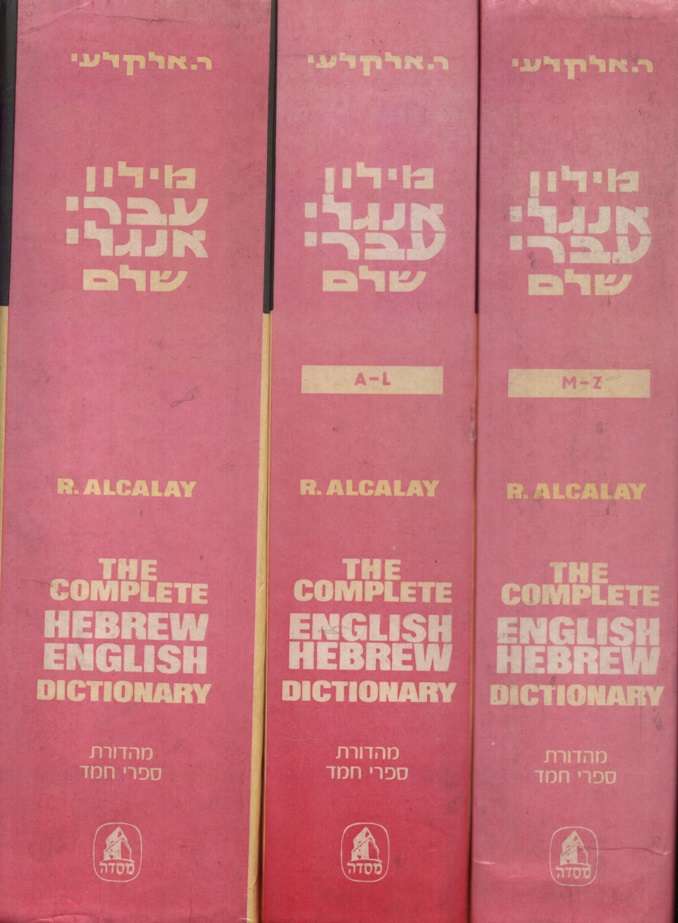 ר. אלקלעי
מילון
עברי
אנגלי
שלם
R. ALCALAY
THE
COMPLETE
HEBREW
ENGLISH
DICTIONARY
מהדורת
ספרי חמד
מסדה
ר. אלקלעי
מילון
אנגלי
עברי
שלם
A-L
R. ALCALAY
THE
COMPLETE
ENGLISH
HEBREW
DICTIONARY
מהדורת
ספרי חמד
מסדה
ר. אלקלעי
מילון
אנגלי
עברי
שלם
M-Z
R. ALCALAY
THE
COMPLETE
ENGLISH
HEBREW
DICTIONARY
מהדורת
ספרי חמד
מסדה